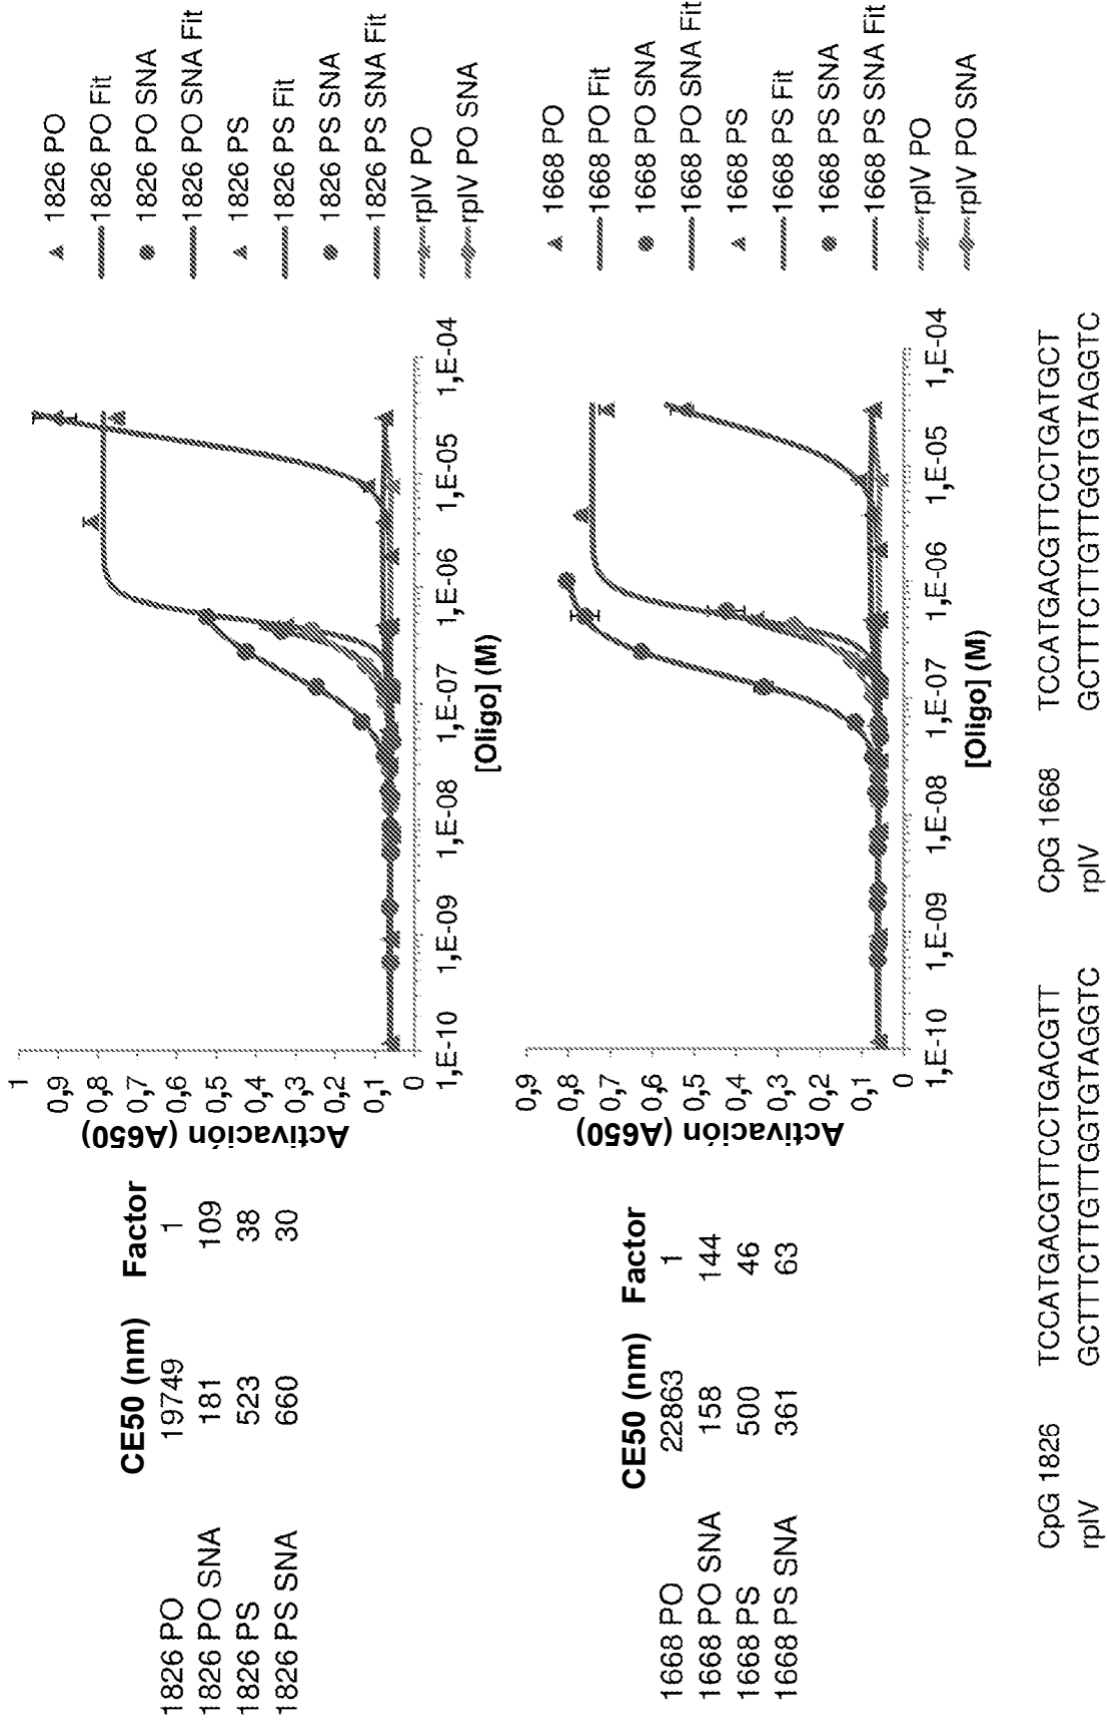 CE50 (nm) Factor
1826 PO 19749 1
1826 PO SNA 181 109
1826 PS 523 38
1826 PS SNA 660 30
Activación (A650)
1
0,9
0,8
0,7
0,6
0,5
0,4
0,3
0,2
0,1
0
1,E-10 1,E-09 1,E-08 1,E-07 1,E-06 1,E-05 1,E-04
[Oligo] (M)
1826 PO
1826 PO Fit
1826 PO SNA
1826 PO SNA Fit
1826 PS
1826 PS Fit
1826 PS SNA
1826 PS SNA Fit
rpIV PO
rpIV PO SNA
CE50 (nm) Factor
1668 PO 22863 1
1668 PO SNA 158 144
1668 PS 500 46
1668 PS SNA 361 63
Activación (A650)
0,9
0,8
0,7
0,6
0,5
0,4
0,3
0,2
0,1
0
1,E-10 1,E-09 1,E-08 1,E-07 1,E-06 1,E-05 1,E-04
[Oligo] (M)
1668 PO
1668 PO Fit
1668 PO SNA
1668 PO SNA Fit
1668 PS
1668 PS Fit
1668 PS SNA
1668 PS SNA Fit
rpIV PO
rpIV PO SNA
CpG 1826 TCCATGACGTTCCTGACGTT CpG 1668 TCCATGACGTTCCTGATGCT
rpIV GCTTTCTTGTTGGTGTAGGTC rpIV GCTTTCTTGTTGGTGTAGGTC